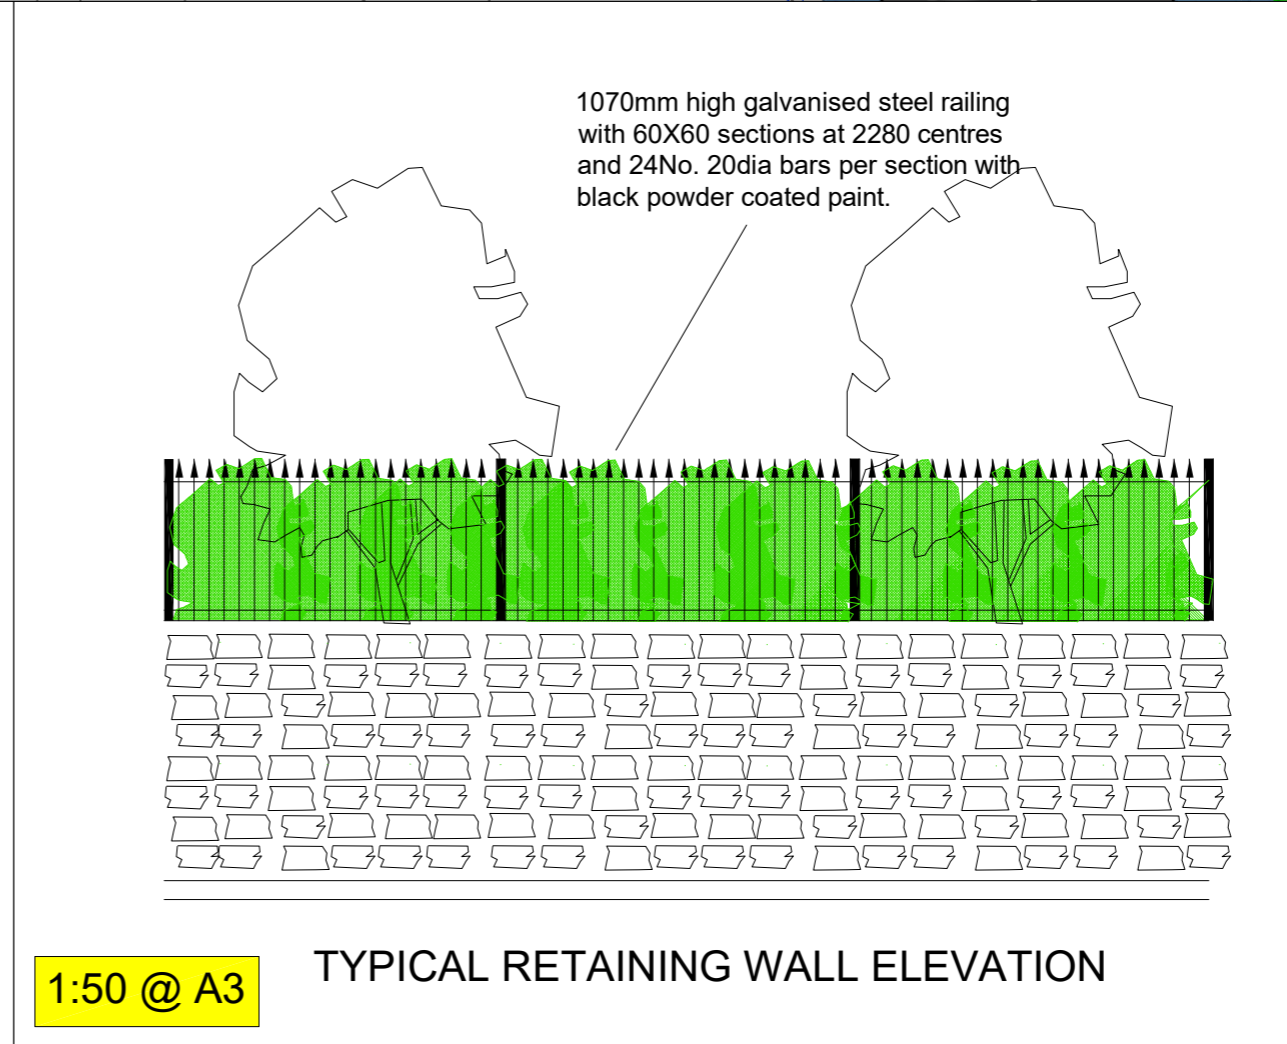 1070mm high galvanised steel railing
with 60X60 sections at 2280 centres
and 24No. 20dia bars per section with
black powder coated paint.
TYPICAL RETAINING WALL ELEVATION
1:50 @ A3